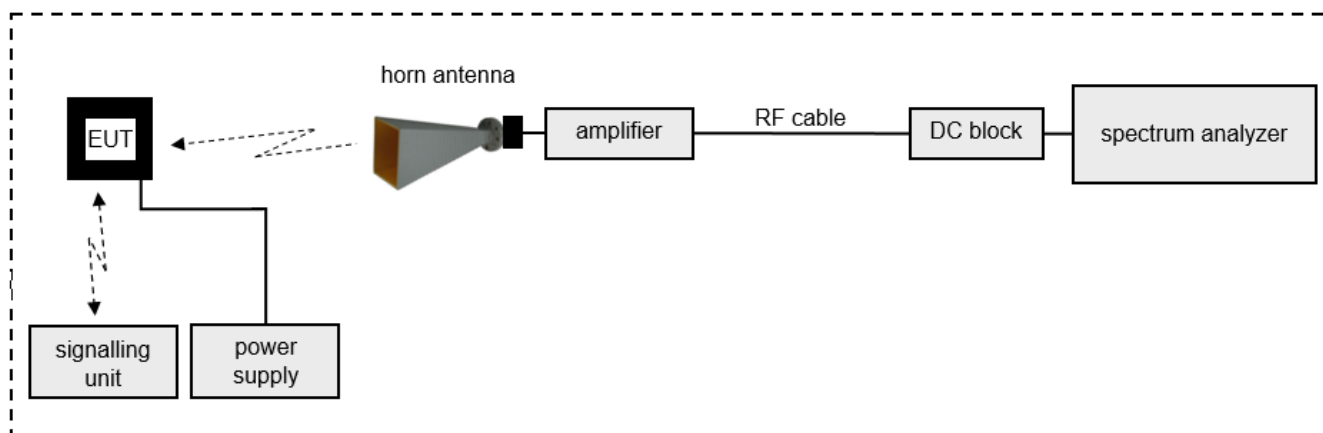 horn antenna
EUT
amplifier
RF cable
DC block
spectrum analyzer
signalling
unit
power
supply